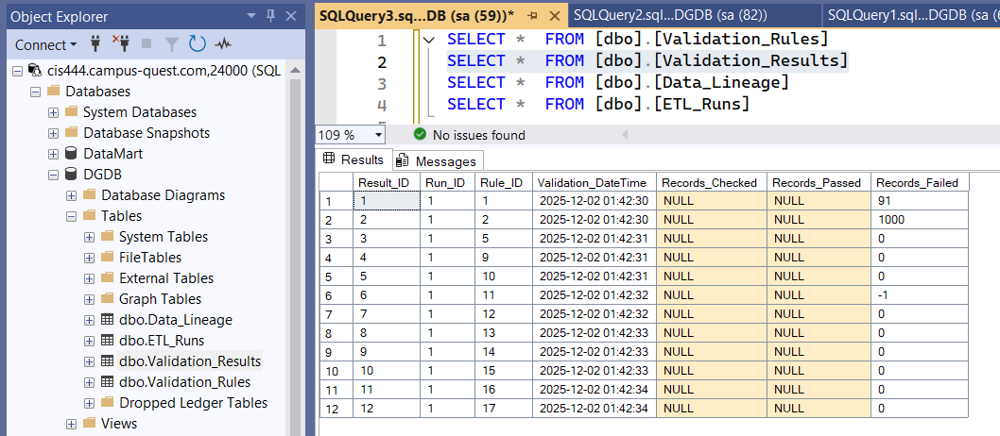 Object Explorer
Connect
cis444.campus-quest.com,24000 (SQL
Databases
System Databases
Database Snapshots
DataMart
DGDB
Database Diagrams
Tables
System Tables
FileTables
External Tables
Graph Tables
dbo.Data_Lineage
dbo.ETL_Runs
dbo.Validation_Results
dbo.Validation_Rules
Dropped Ledger Tables
Views
SQLQuery3.sq...DB (sa (59))* SQLQuery2.sql...DGDB (sa (82)) SQLQuery1.sql...DGDB (sa (6
1 SELECT * FROM [dbo].[Validation_Rules]
2 SELECT * FROM [dbo].[Validation_Results]
3 SELECT * FROM [dbo].[Data_Lineage]
4 SELECT * FROM [dbo].[ETL_Runs]
109 % No issues found
Results Messages
Result_ID Run_ID Rule_ID Validation_DateTime Records_Checked Records_Passed Records_Failed
1 1 1 1 2025-12-02 01:42:30 NULL NULL 91
2 2 1 2 2025-12-02 01:42:30 NULL NULL 1000
3 3 1 5 2025-12-02 01:42:31 NULL NULL 0
4 4 1 9 2025-12-02 01:42:31 NULL NULL 0
5 5 1 10 2025-12-02 01:42:31 NULL NULL 0
6 6 1 11 2025-12-02 01:42:32 NULL NULL -1
7 7 1 12 2025-12-02 01:42:32 NULL NULL 0
8 8 1 13 2025-12-02 01:42:33 NULL NULL 0
9 9 1 14 2025-12-02 01:42:33 NULL NULL 0
10 10 1 15 2025-12-02 01:42:33 NULL NULL 0
11 11 1 16 2025-12-02 01:42:34 NULL NULL 0
12 12 1 17 2025-12-02 01:42:34 NULL NULL 0